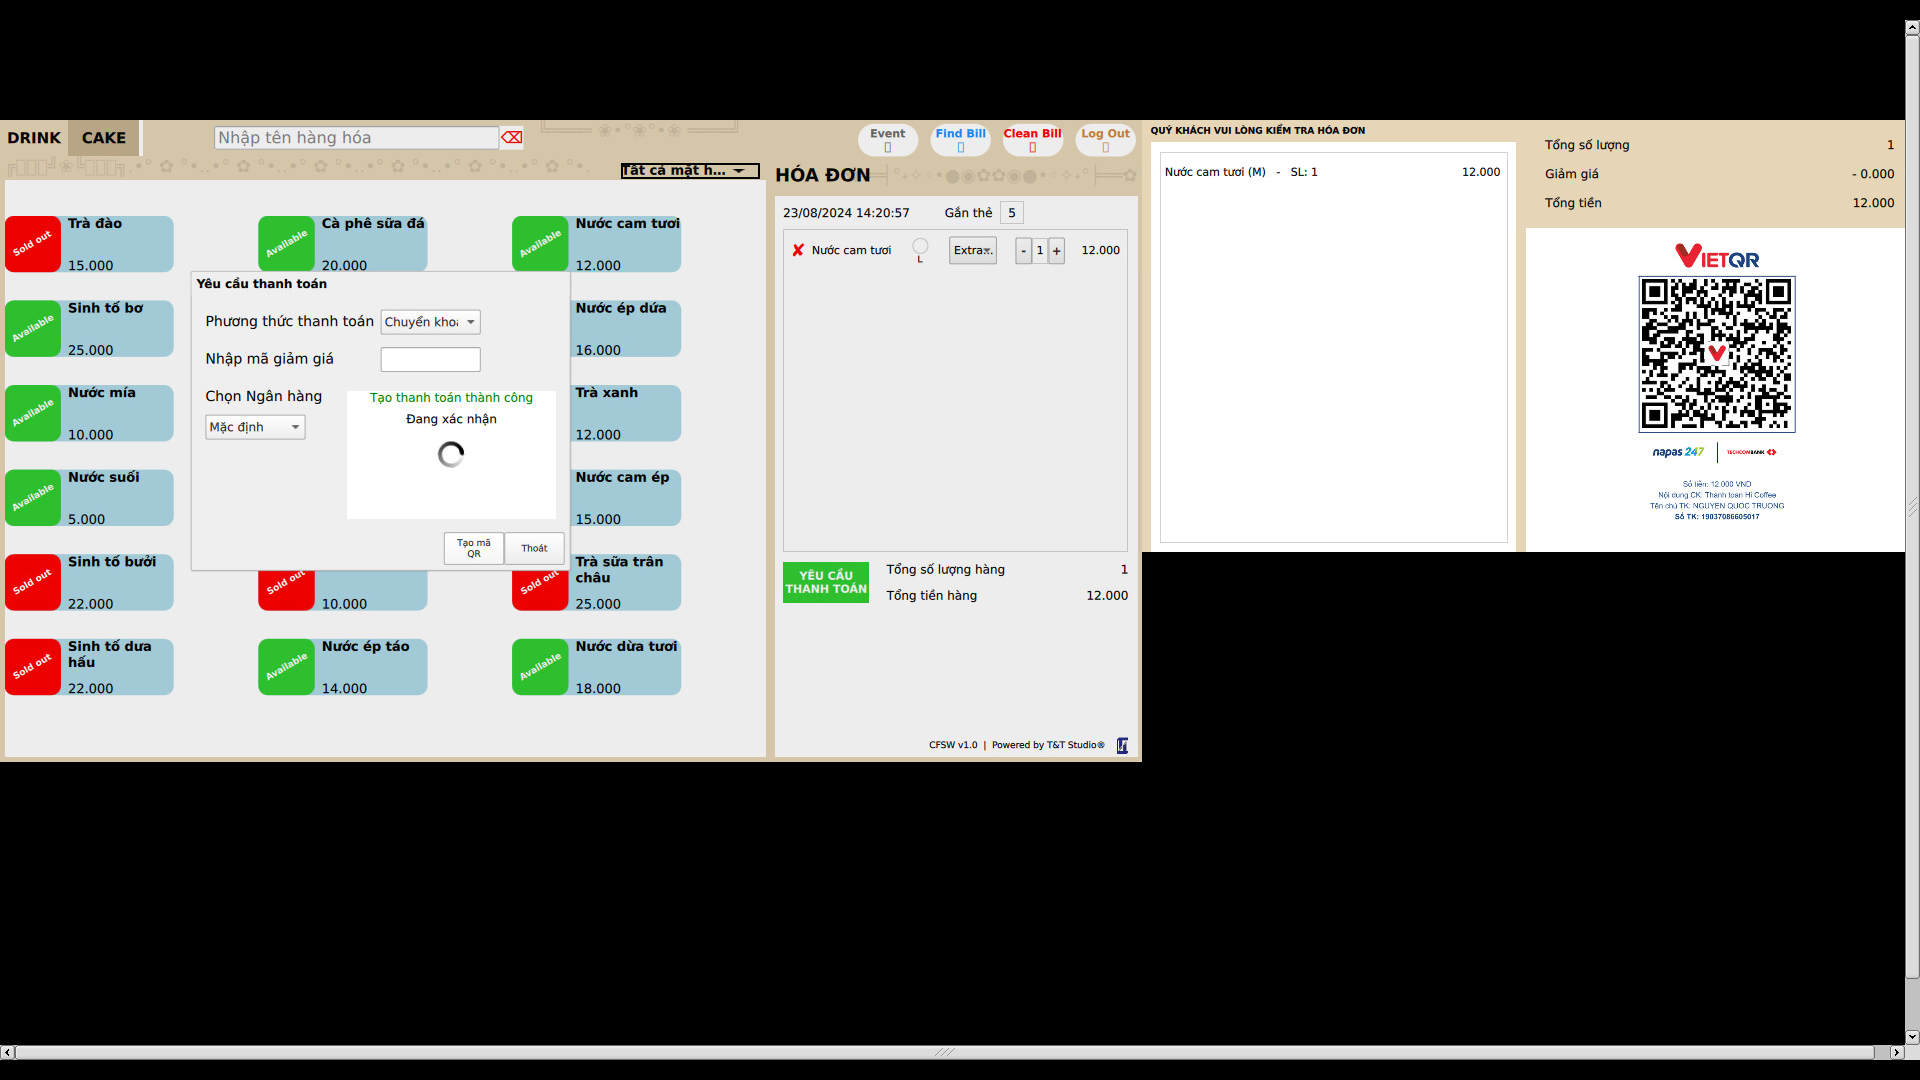 DRINK
CAKE
Nhập tên hàng hóa
Tất cả mặt h...
Event
Find Bill
Clean Bill
Log Out
HÓA ĐƠN
Sold out
Trà đào
15.000
Available
Cà phê sữa đá
20.000
Available
Nước cam tươi
12.000
Available
Sinh tố bơ
25.000
Nước ép dứa
16.000
Available
Nước mía
10.000
Trà xanh
12.000
Available
Nước suối
5.000
Nước cam ép
15.000
Sold out
Sinh tố bưởi
22.000
Sold out
10.000
Sold out
Trà sữa trân
châu
25.000
Sold out
Sinh tố dưa
hấu
22.000
Available
Nước ép táo
14.000
Available
Nước dừa tươi
18.000
Yêu cầu thanh toán
Phương thức thanh toán
Chuyển khoả
Nhập mã giảm giá
Chọn Ngân hàng
Mặc định
Tạo thanh toán thành công
Đang xác nhận
Tạo mã
QR
Thoát
23/08/2024 14:20:57
Gắn thẻ
5
✘ Nước cam tươi
L
Extra...
- 1 +
12.000
YÊU CẦU
THANH TOÁN
Tổng số lượng hàng 1
Tổng tiền hàng 12.000
CFSW v1.0 | Powered by T&T Studio®
QUÝ KHÁCH VUI LÒNG KIỂM TRA HÓA ĐƠN
Nước cam tươi (M) - SL: 1 12.000
Tổng số lượng 1
Giảm giá - 0.000
Tổng tiền 12.000
VIETQR
napas 247
TECHCOMBANK
Số tiền: 12.000 VND
Nội dung CK: Thanh toan Hi Coffee
Tên chủ TK: NGUYEN QUOC TRUONG
Số TK: 19037086605017